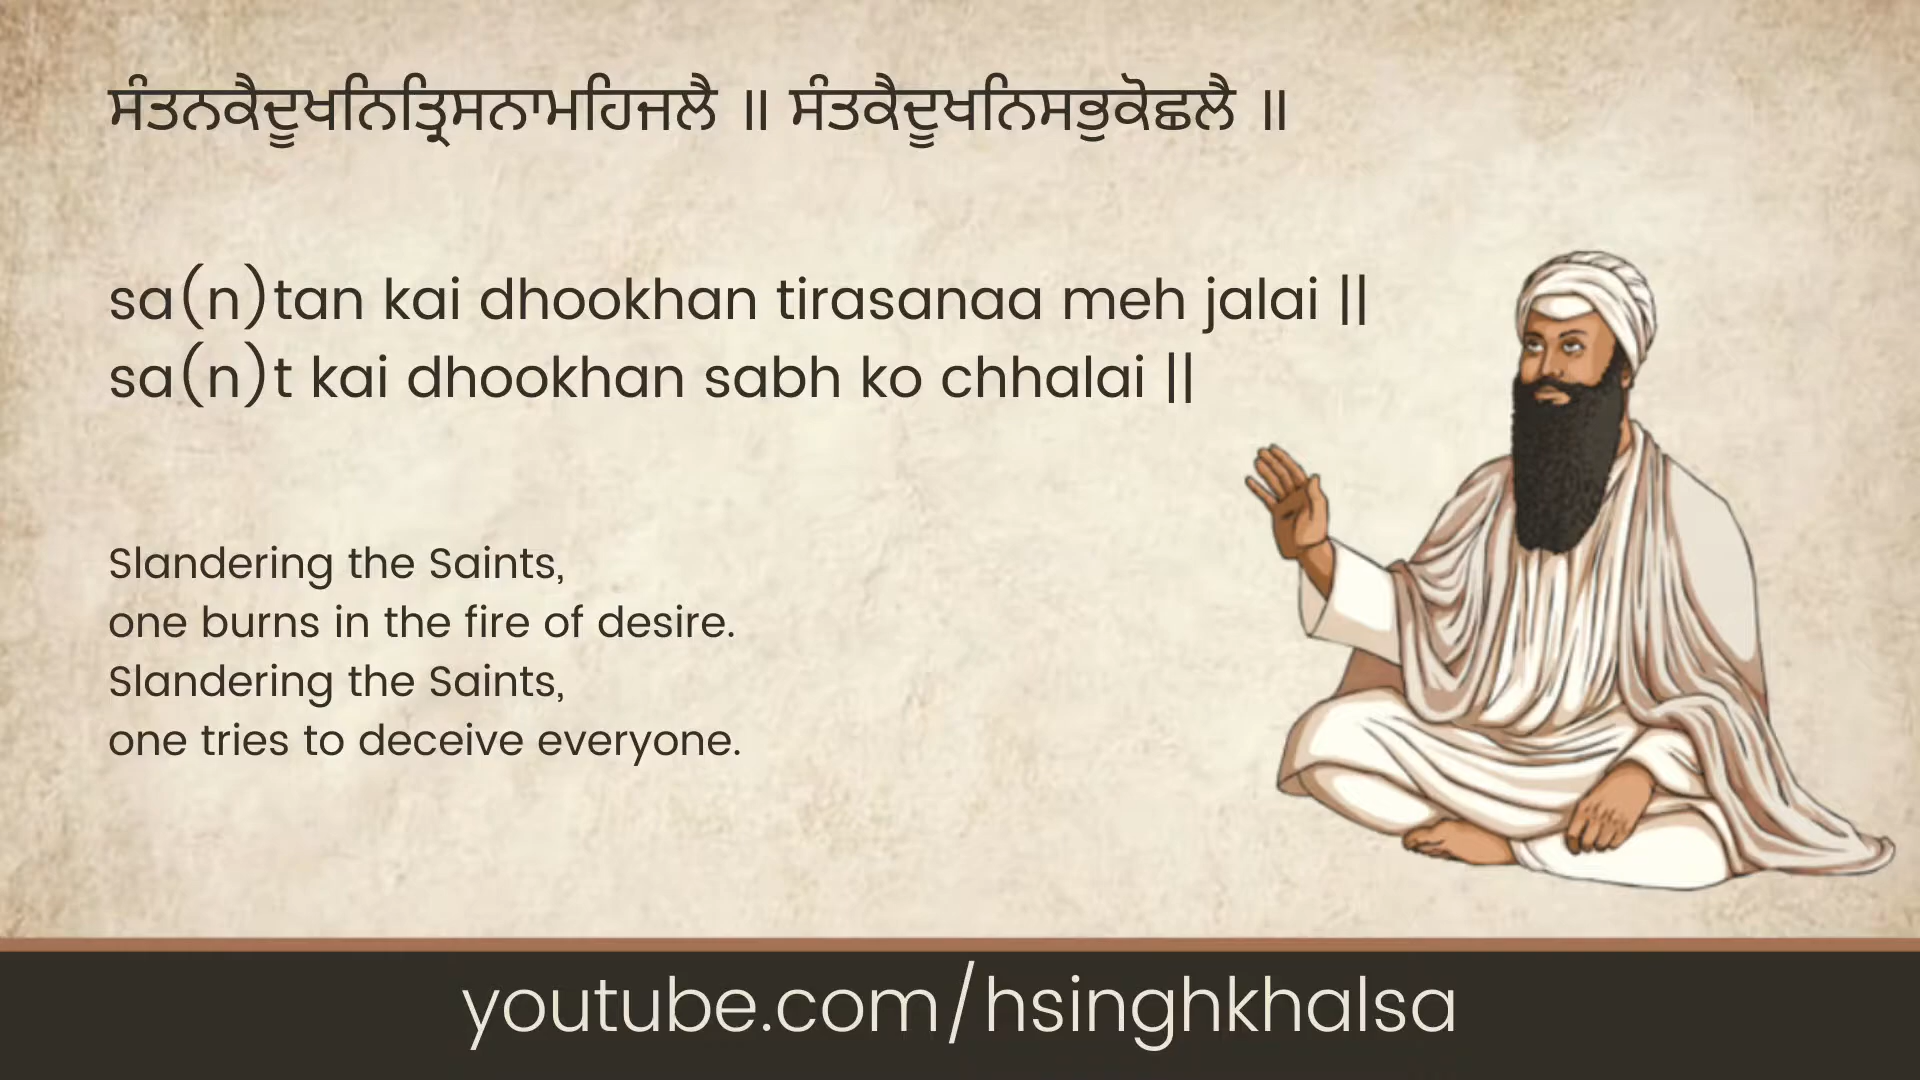 ਸੰਤਨਕੈਦੂਖਨਿਤ੍ਰਿਸਨਾਮਹਿਜਲੈ ॥ ਸੰਤਕੈਦੂਖਨਿਸਭੁਕੋਛਲੈ ॥
sa(n)tan kai dhookhan tirasanaa meh jalai ||
sa(n)t kai dhookhan sabh ko chhalai ||
Slandering the Saints,
one burns in the fire of desire.
Slandering the Saints,
one tries to deceive everyone.
youtube.com/hsinghkhalsa